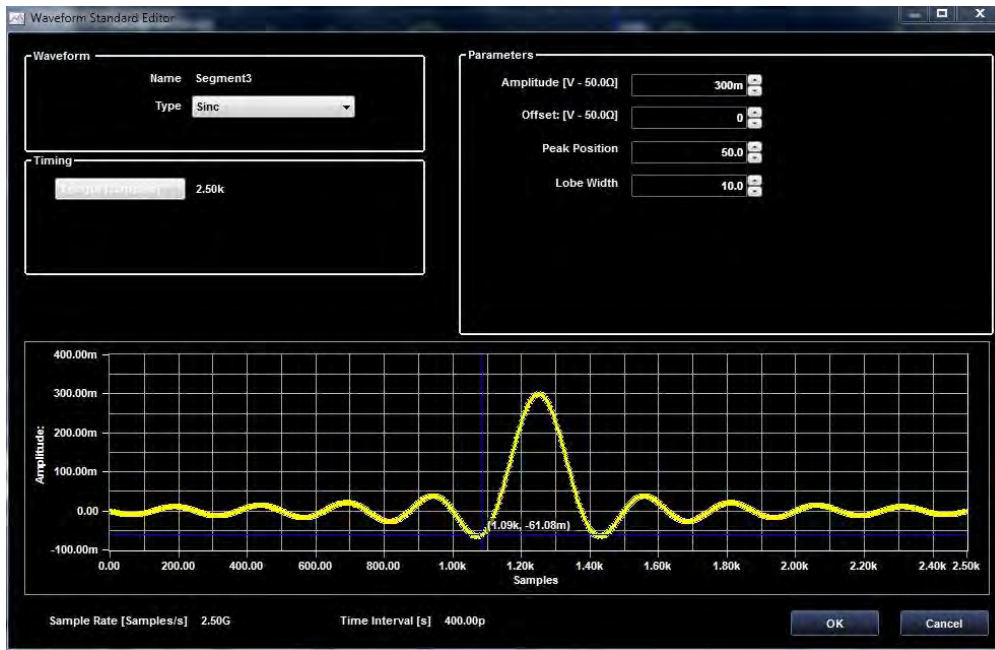 Waveform Standard Editor
Waveform
Name Segment3
Type Sinc
Timing
2.50k
Parameters
Amplitude [V - 50.0Ω] 300m
Offset: [V - 50.0Ω] 0
Peak Position 50.0
Lobe Width 10.0
400.00m
300.00m
200.00m
100.00m
0.00
-100.00m
Amplitude:
(1.09k, -61.08m)
0.00 200.00 400.00 600.00 800.00 1.00k 1.20k 1.40k 1.60k 1.80k 2.00k 2.20k 2.40k 2.50k
Samples
Sample Rate [Samples/s] 2.50G Time Interval [s] 400.00p
OK Cancel